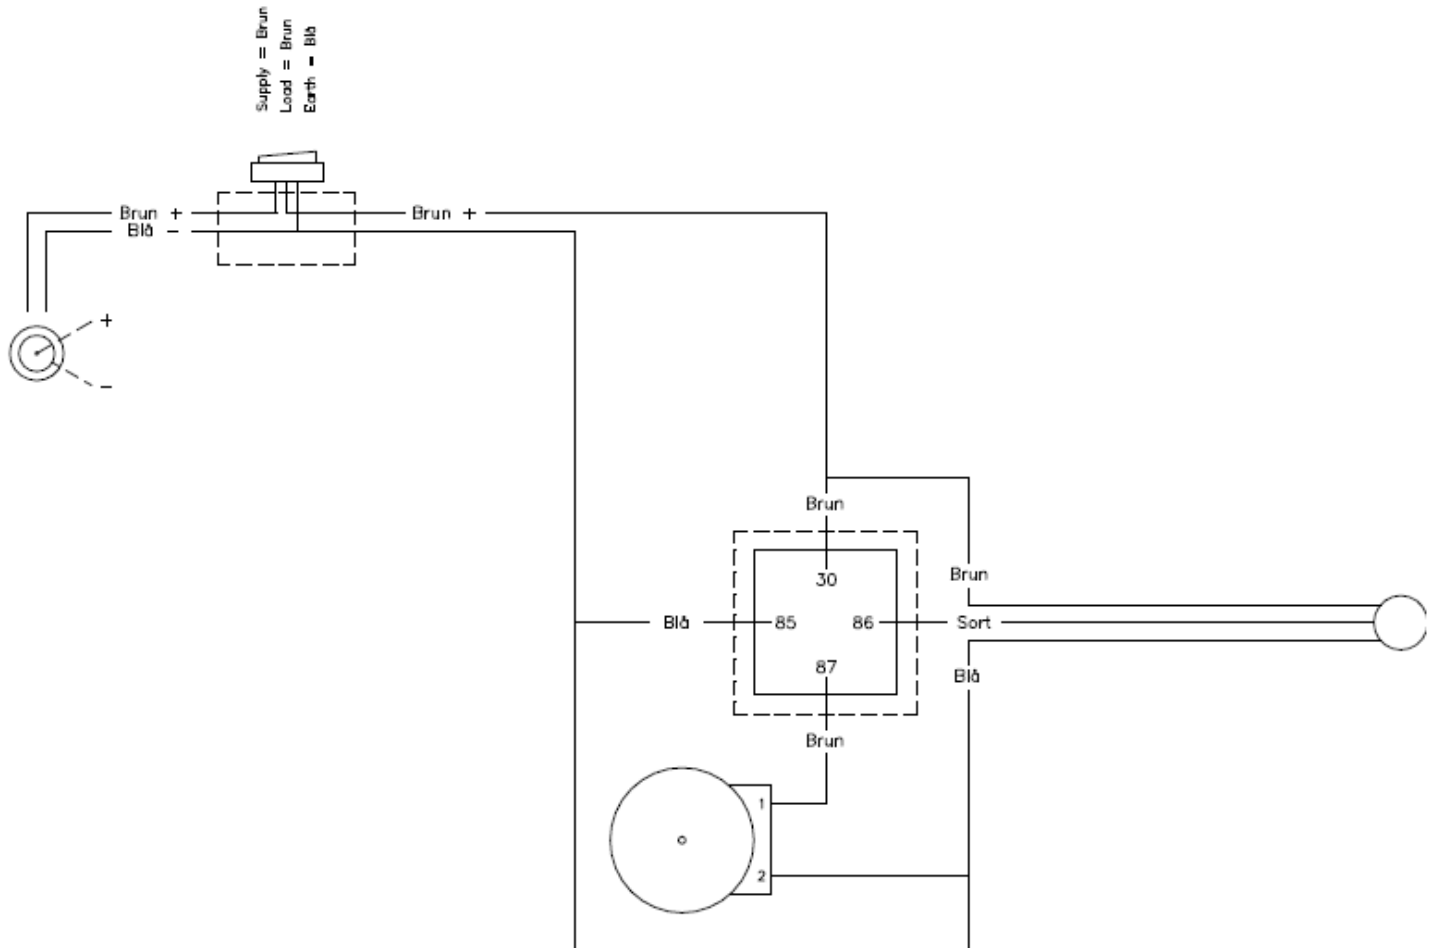 Supply = Brun
Load = Brun
Earth = Blå
Brun +
Brun +
Blå -
+
-
Brun
30
Brun
Blå
85
86
Sort
87
Blå
Brun
1
2